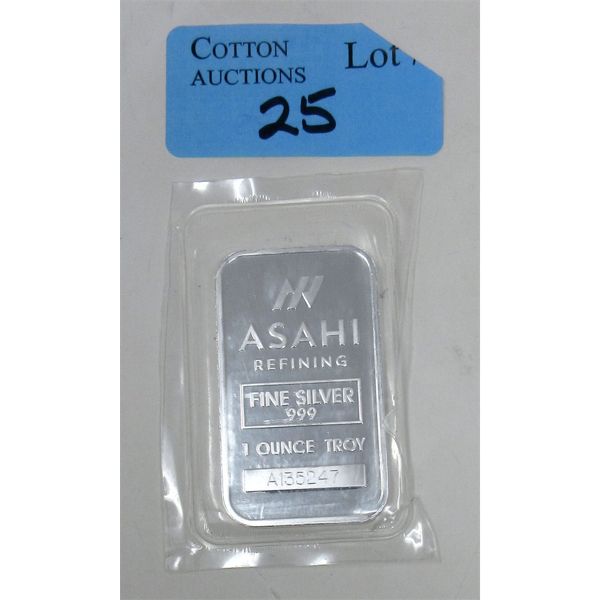 COTTON
AUCTIONS
Lot
25
ASAHI
REFINING
FINE SILVER
999
1 OUNCE TROY
A135247